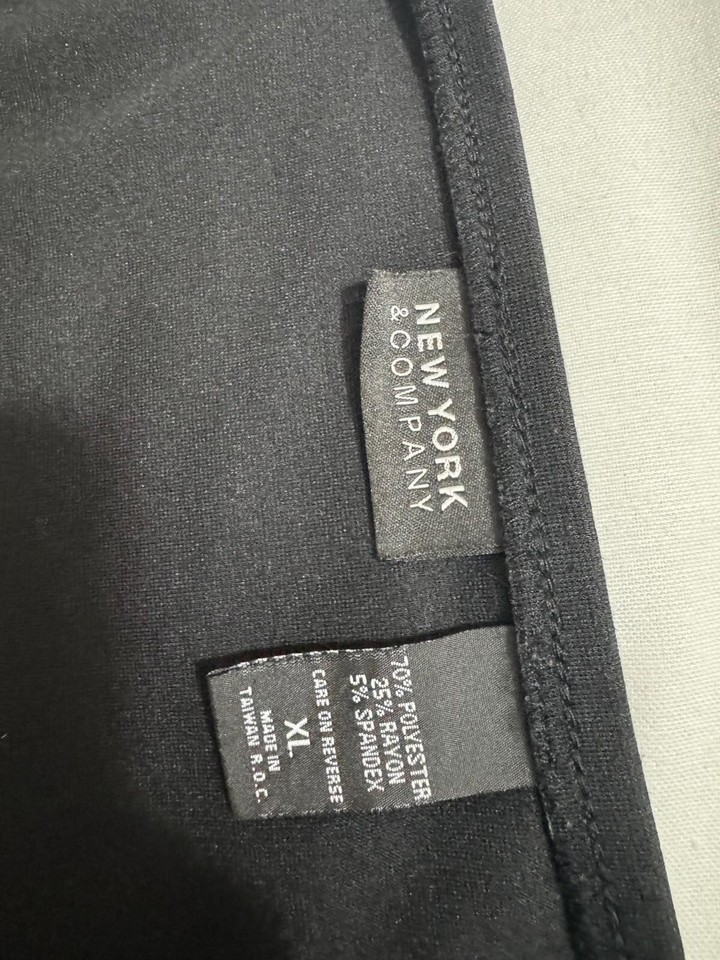 NEW YORK
& COMPANY
70% POLYESTER
25% RAYON
5% SPANDEX
CARE ON REVERSE
XL
MADE IN
TAIWAN R.O.C.